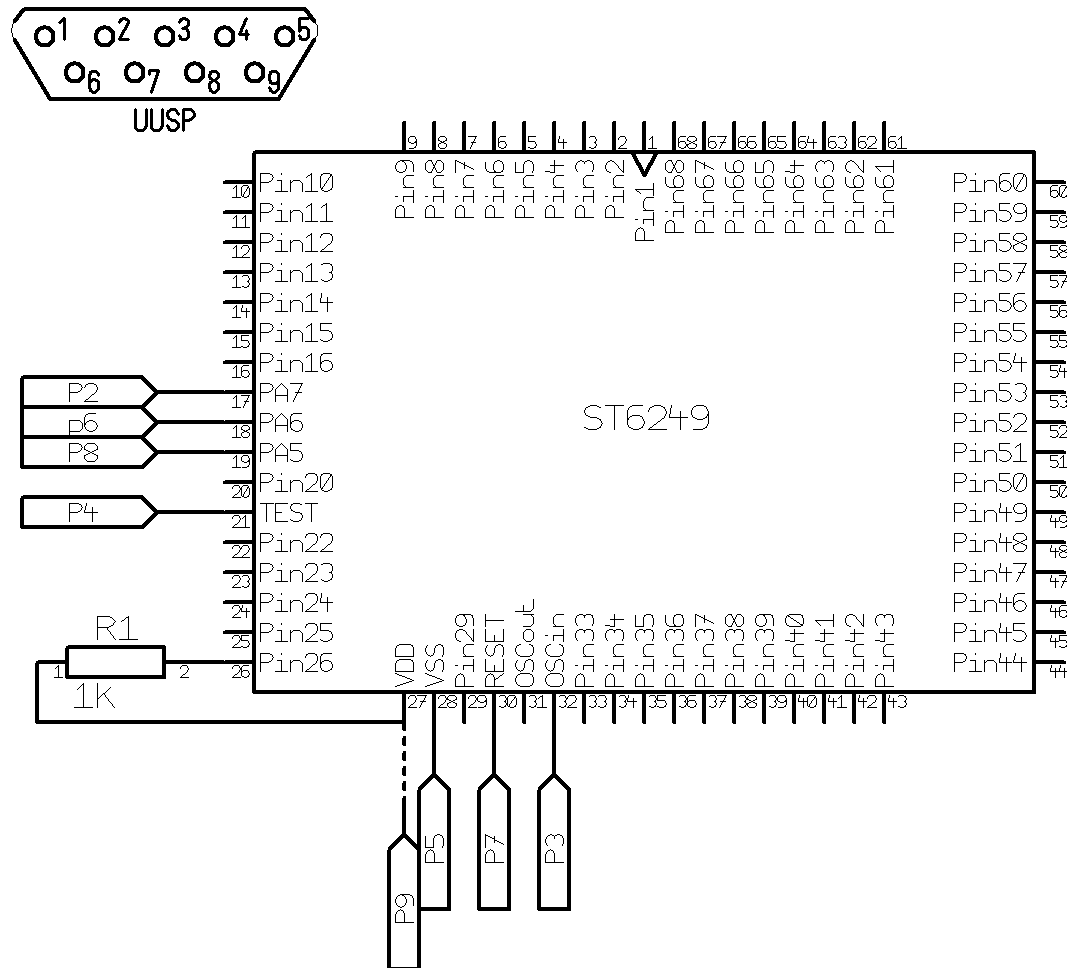 1 2 3 4 5
6 7 8 9
UUSP
9 8 7 6 5 4 3 2 1 68 67 66 65 64 63 62 61
Pin9 Pin8 Pin7 Pin6 Pin5 Pin4 Pin3 Pin2 Pin1 Pin68 Pin67 Pin66 Pin65 Pin64 Pin63 Pin62 Pin61
10 Pin10 Pin60 60
11 Pin11 Pin59 59
12 Pin12 Pin58 58
13 Pin13 Pin57 57
14 Pin14 Pin56 56
15 Pin15 Pin55 55
16 Pin16 Pin54 54
P2 17 PA7 Pin53 53
ST6249
p6 18 PA6 Pin52 52
P8 19 PA5 Pin51 51
20 Pin20 Pin50 50
P4 21 TEST Pin49 49
22 Pin22 Pin48 48
23 Pin23 Pin47 47
24 Pin24 Pin46 46
R1 25 Pin25 Pin45 45
1 2 26 Pin26 Pin44 44
1K
VDD VSS Pin29 RESET OSCout OSCin Pin33 Pin34 Pin35 Pin36 Pin37 Pin38 Pin39 Pin40 Pin41 Pin42 Pin43
27 28 29 30 31 32 33 34 35 36 37 38 39 40 41 42 43
P9 P5 P7 P3